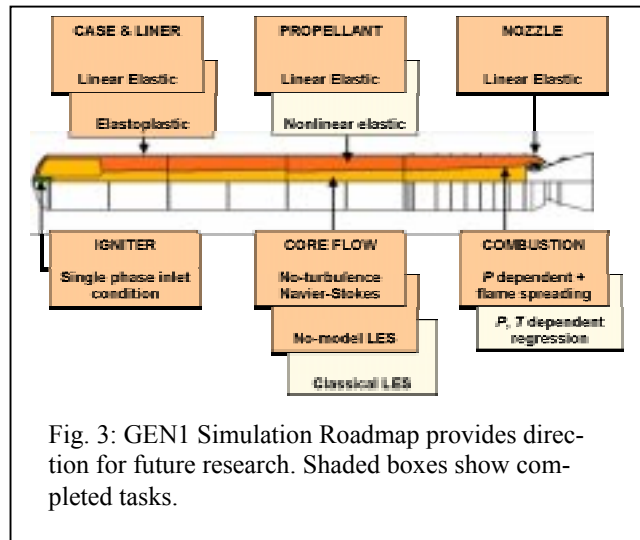 CASE & LINER
Linear Elastic
Elastoplastic
PROPELLANT
Linear Elastic
Nonlinear elastic
NOZZLE
Linear Elastic
IGNITER
Single phase inlet
condition
CORE FLOW
No-turbulence
Navier-Stokes
No-model LES
Classical LES
COMBUSTION
P dependent +
flame spreading
P, T dependent
regression
Fig. 3: GEN1 Simulation Roadmap provides direc-
tion for future research. Shaded boxes show com-
pleted tasks.